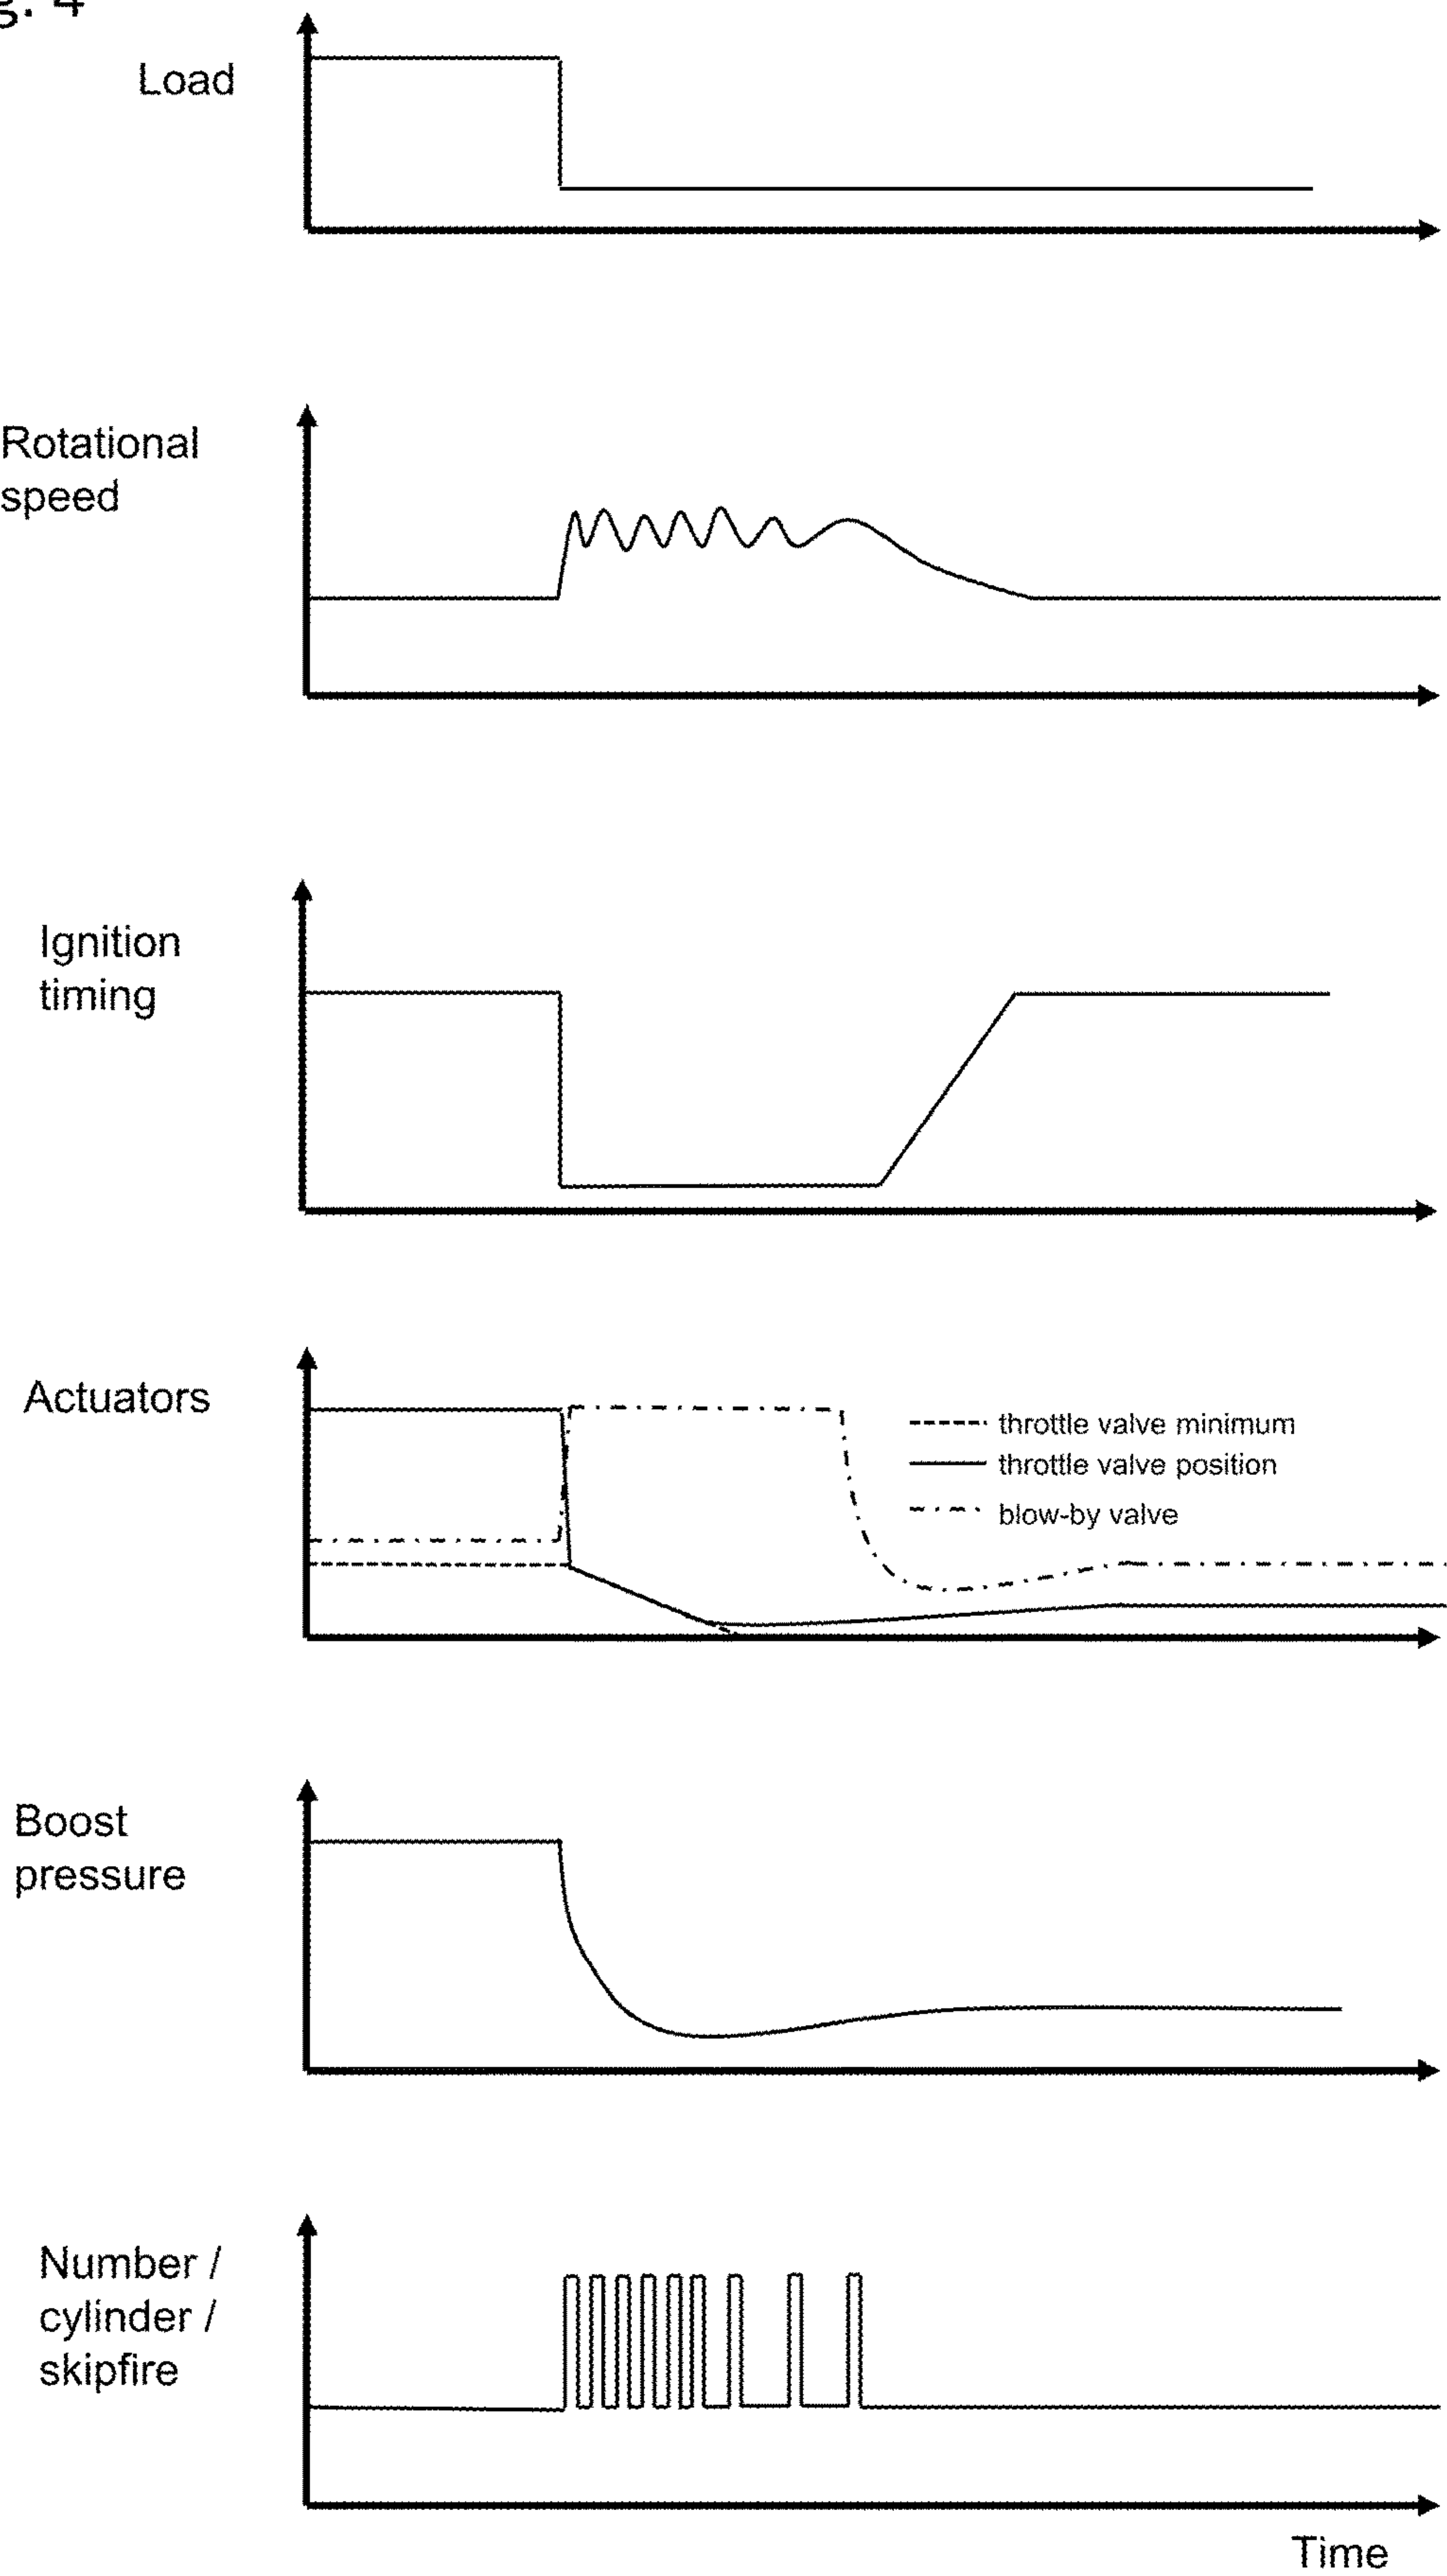 g. 4
Load
Rotational
speed
Ignition
timing
Actuators
throttle valve minimum
throttle valve position
blow-by valve
Boost
pressure
Number /
cylinder /
skipfire
Time